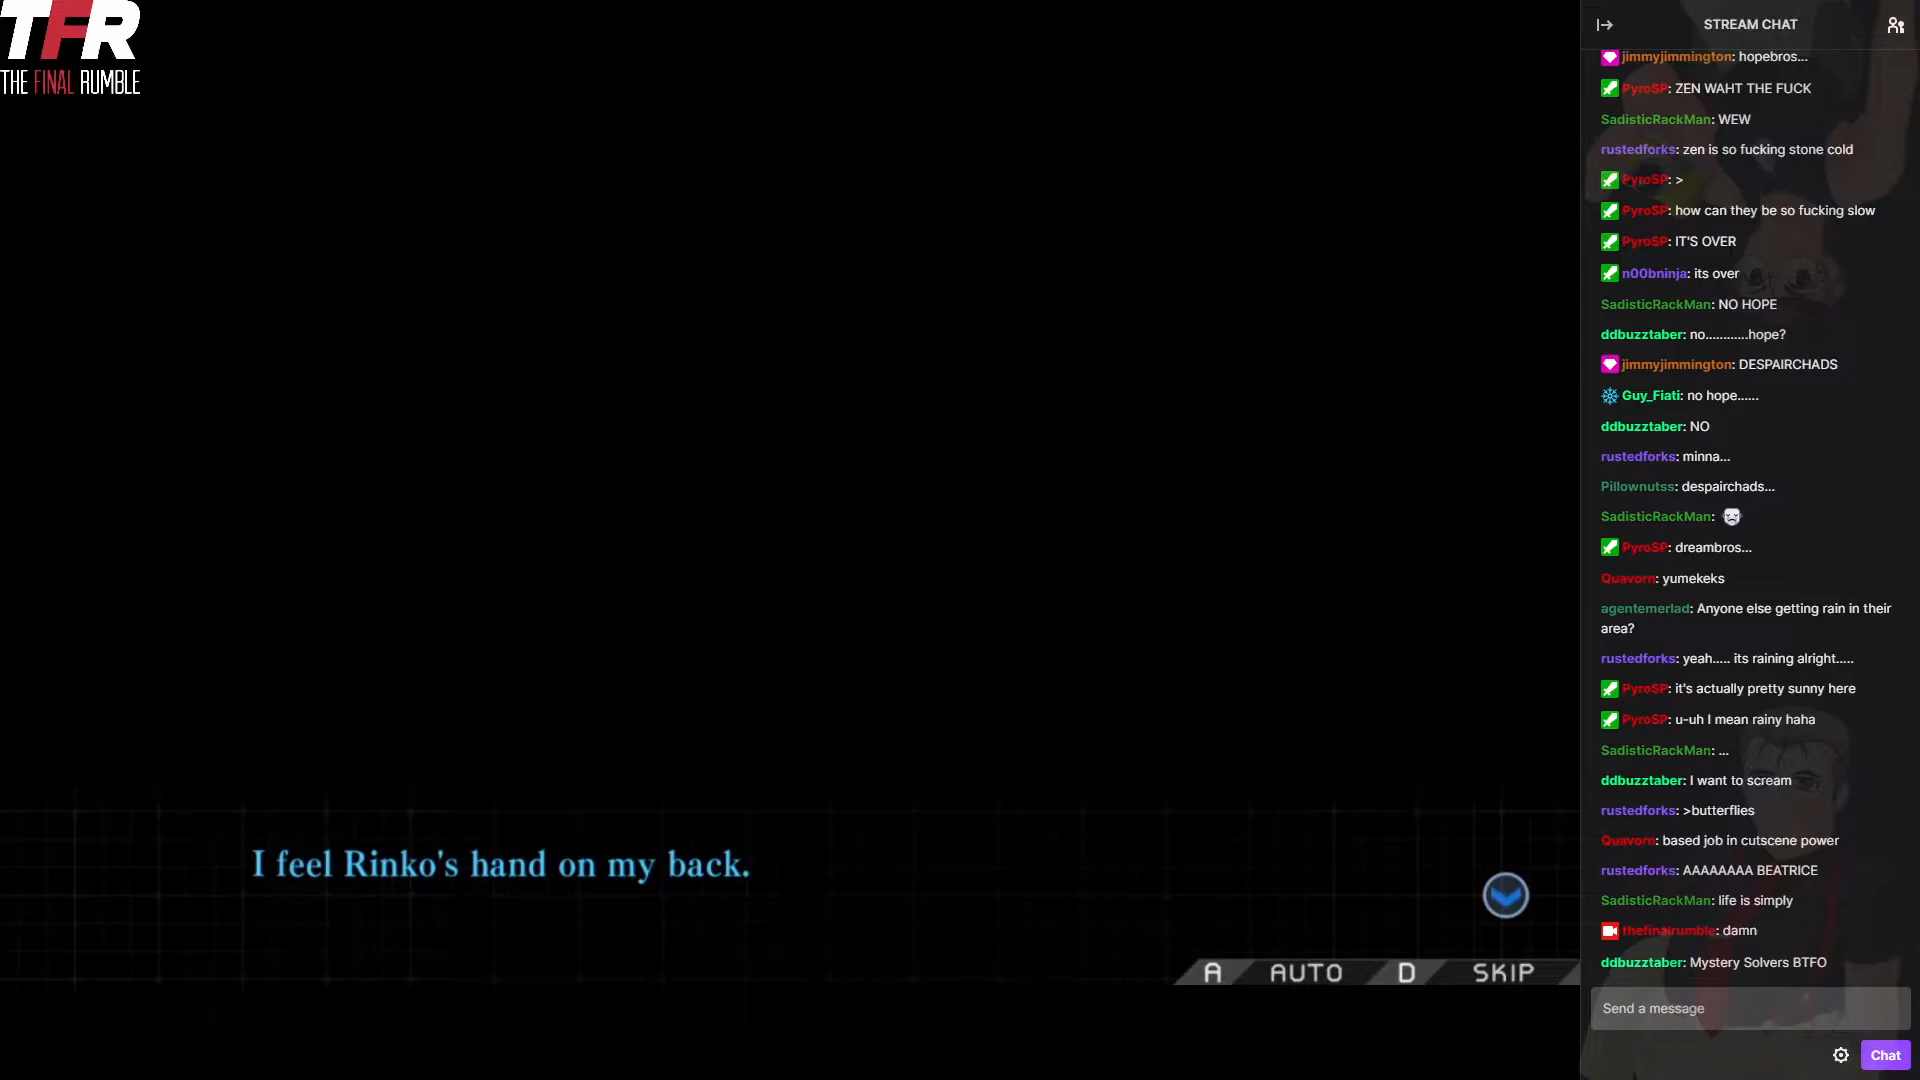 TFR
THE FINAL RUMBLE
I feel Rinko's hand on my back.
A AUTO D SKIP
STREAM CHAT
jimmyjimmington: hopebros...
PyroSP: ZEN WAHT THE FUCK
SadisticRackMan: WEW
rustedforks: zen is so fucking stone cold
PyroSP: >
PyroSP: how can they be so fucking slow
PyroSP: IT'S OVER
n00bninja: its over
SadisticRackMan: NO HOPE
ddbuzztaber: no............hope?
jimmyjimmington: DESPAIRCHADS
Guy_Fiati: no hope......
ddbuzztaber: NO
rustedforks: minna...
Pillownutss: despairchads...
SadisticRackMan:
PyroSP: dreambros...
Quavorn: yumekeks
agentemerlad: Anyone else getting rain in their
area?
rustedforks: yeah..... its raining alright.....
PyroSP: it's actually pretty sunny here
PyroSP: u-uh I mean rainy haha
SadisticRackMan: ...
ddbuzztaber: I want to scream
rustedforks: >butterflies
Quavorn: based job in cutscene power
rustedforks: AAAAAAAA BEATRICE
SadisticRackMan: life is simply
thefinalrumble: damn
ddbuzztaber: Mystery Solvers BTFO
Send a message
Chat